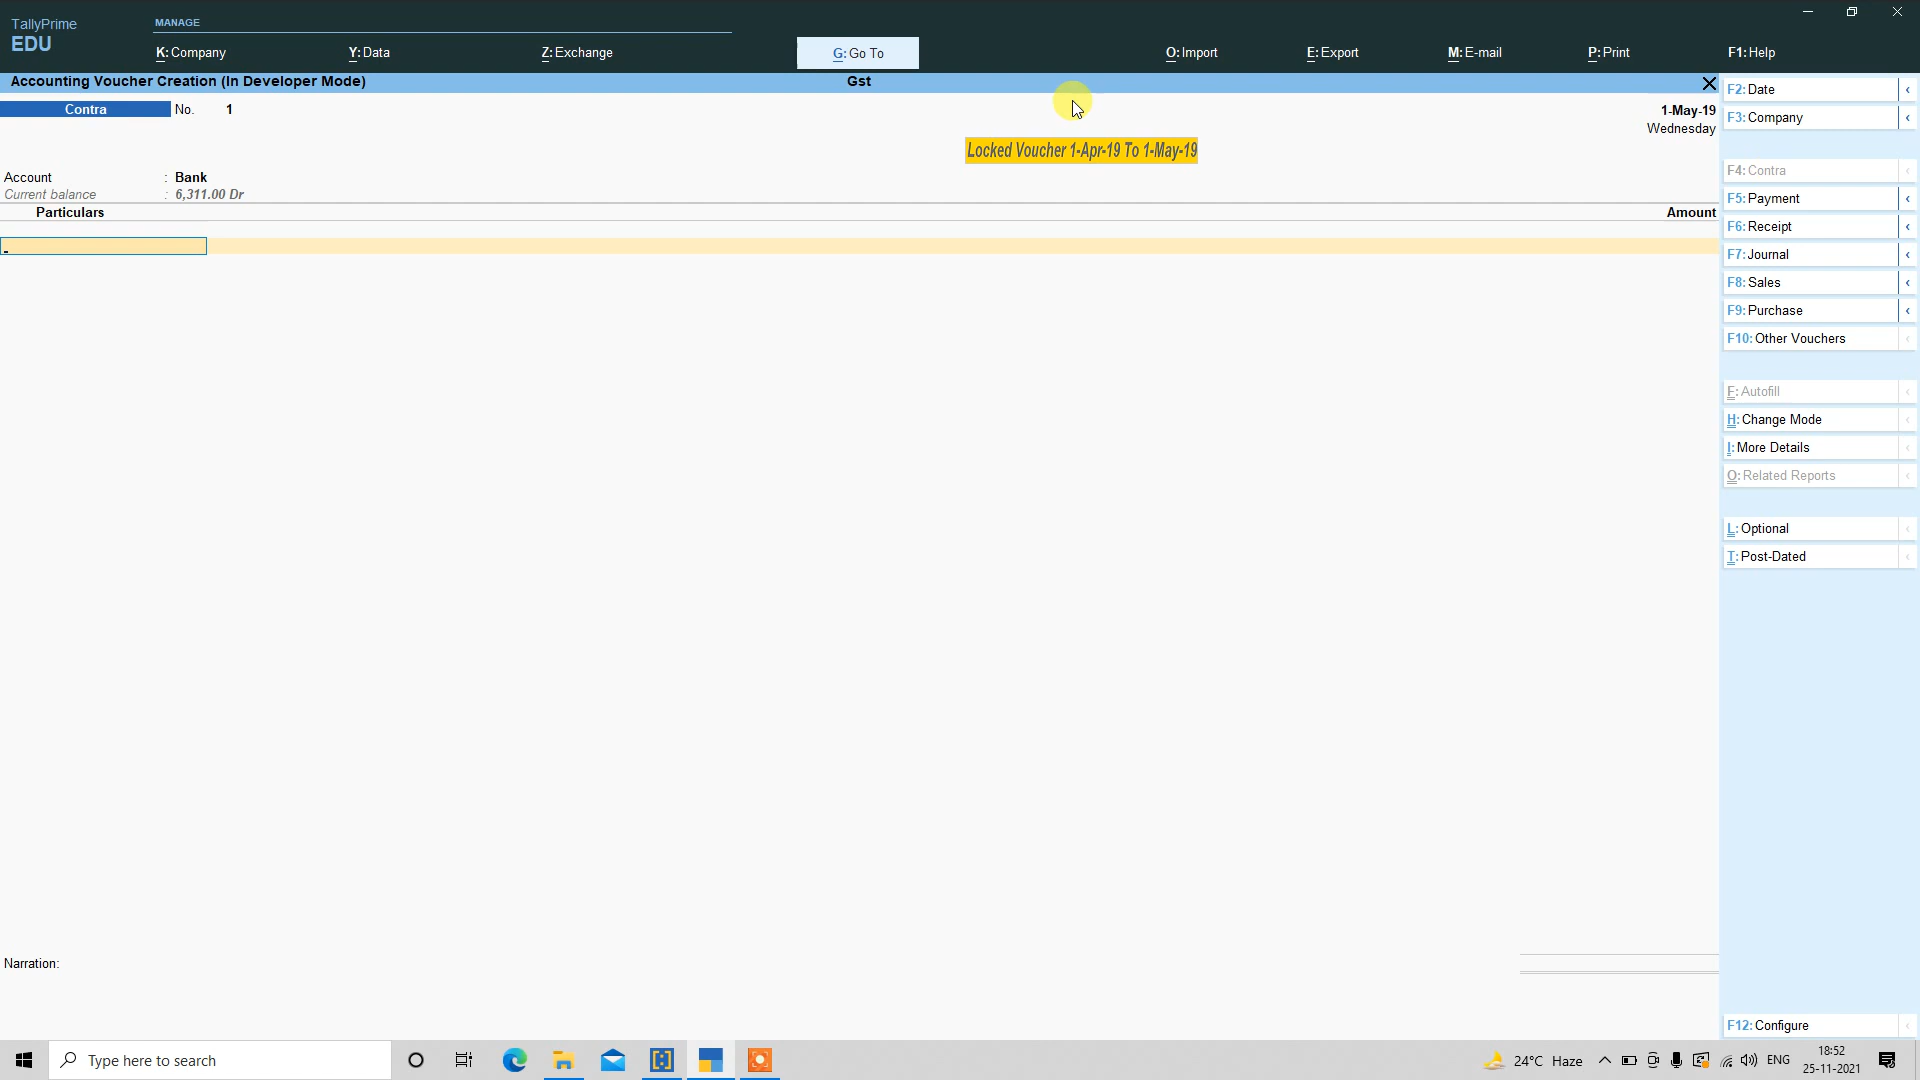 TallyPrime
EDU
MANAGE
K: Company
Y: Data
Z: Exchange
G: Go To
O: Import
E: Export
M: E-mail
P: Print
F1: Help
Accounting Voucher Creation (In Developer Mode)
Gst
Contra
No. 1
1-May-19
Wednesday
Locked Voucher 1-Apr-19 To 1-May-19
Account : Bank
Current balance : 6,311.00 Dr
Particulars
Amount
Narration:
F2: Date
F3: Company
F4: Contra
F5: Payment
F6: Receipt
F7: Journal
F8: Sales
F9: Purchase
F10: Other Vouchers
F: Autofill
H: Change Mode
I: More Details
O: Related Reports
L: Optional
T: Post-Dated
F12: Configure
Type here to search
24°C Haze
ENG
18:52
25-11-2021